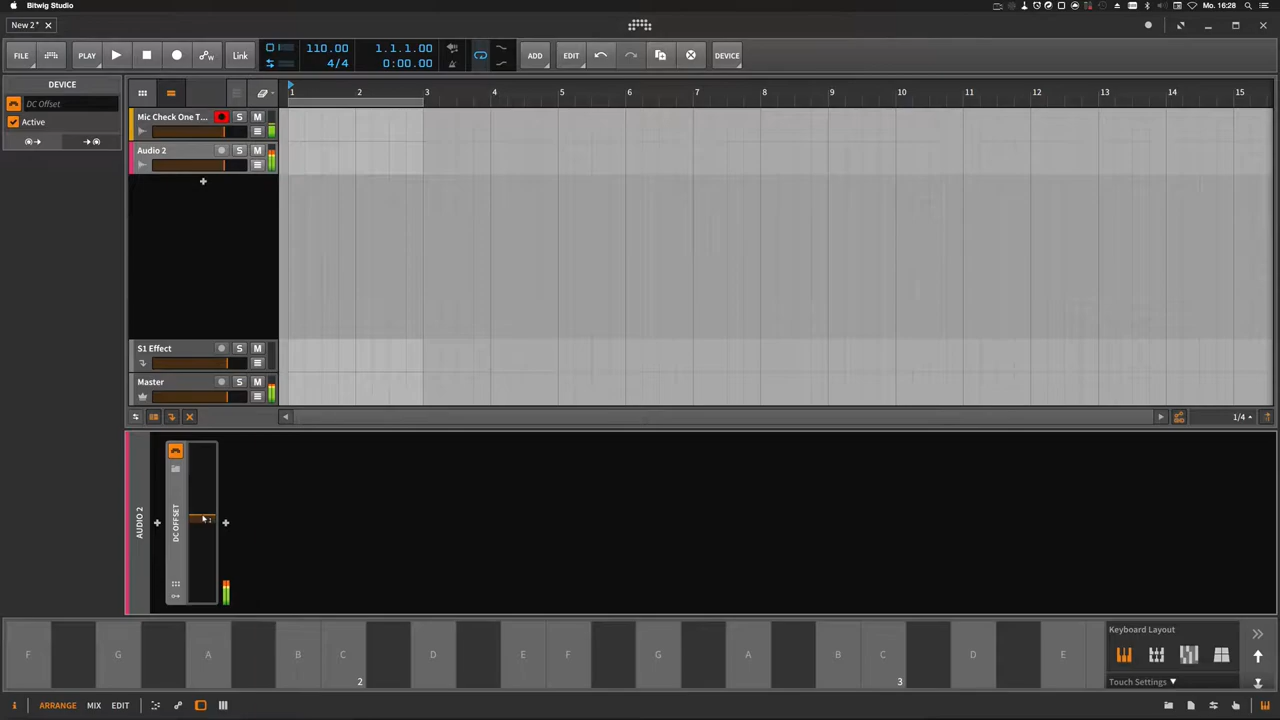 Bitwig Studio
Mo. 16:28
New 2*
FILE
PLAY
Link
110.00
4/4
1.1.1.00
0:00.00
ADD
EDIT
DEVICE
DEVICE
DC Offset
Active
1 2 3 4 5 6 7 8 9 10 11 12 13 14 15
Mic Check One T...
S M
Audio 2
S M
S1 Effect
S M
Master
S M
1/4
AUDIO 2
DC OFFSET
F G A B C D E F G A B C D E
2 3
Keyboard Layout
Touch Settings
ARRANGE MIX EDIT